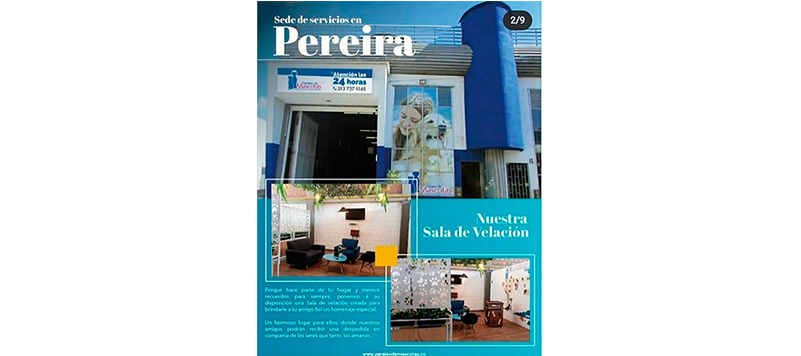 2/9
Sede de servicios en
Pereira
Atención las
24 horas
313 737 1145
Mascotas
Mascotas
Nuestra
Sala de Velación
Porque hace parte de tu hogar y merece
recuerdos para siempre, ponemos a su
disposición una Sala de velación creada para
brindarle a tu amigo fiel un homenaje especial.
Un hermoso lugar para ellos, donde nuestros
amigos podrán recibir una despedida en
compañía de los seres que tanto los amaron.
www.paraisodemascotas.co